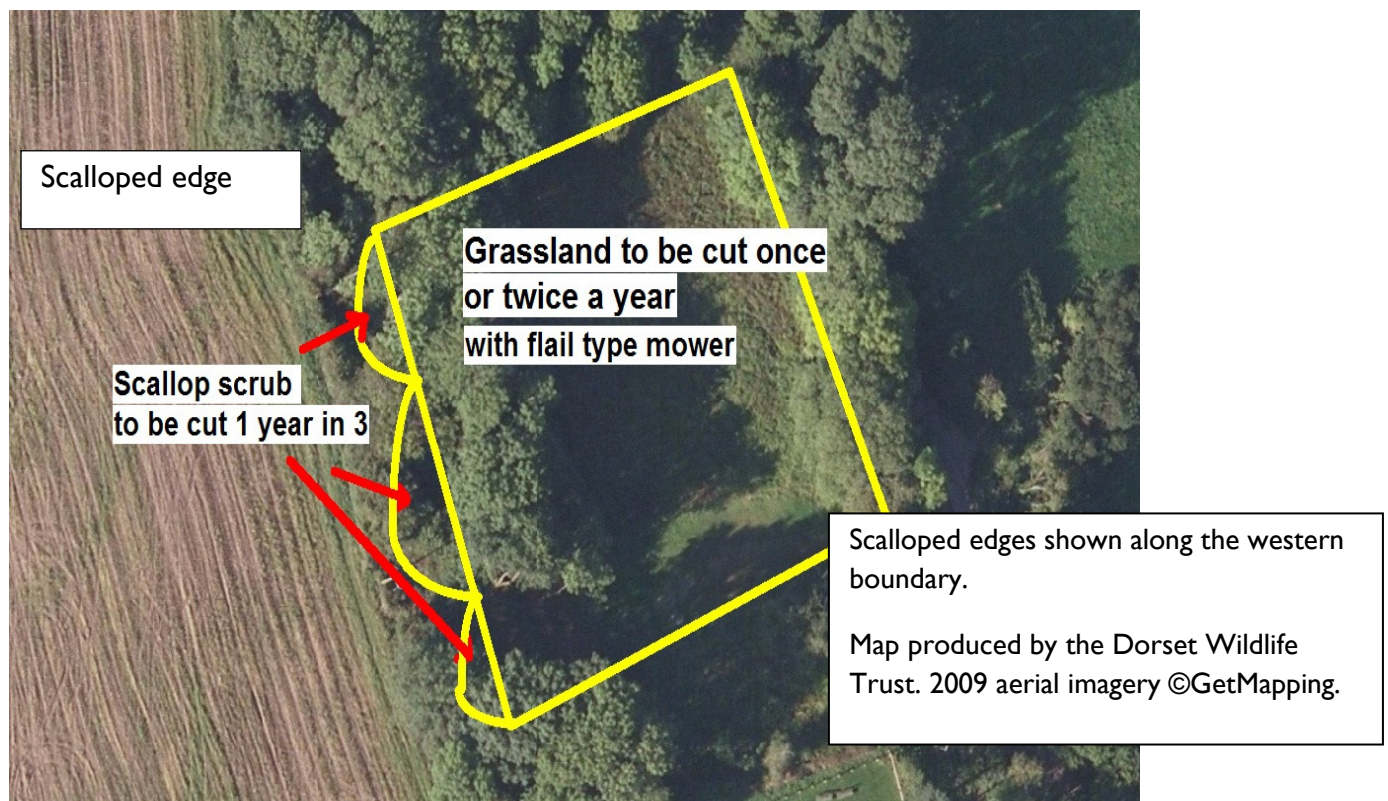 Scalloped edge
Grassland to be cut once
or twice a year
with flail type mower
Scallop scrub
to be cut 1 year in 3
Scalloped edges shown along the western
boundary.
Map produced by the Dorset Wildlife
Trust. 2009 aerial imagery ©GetMapping.